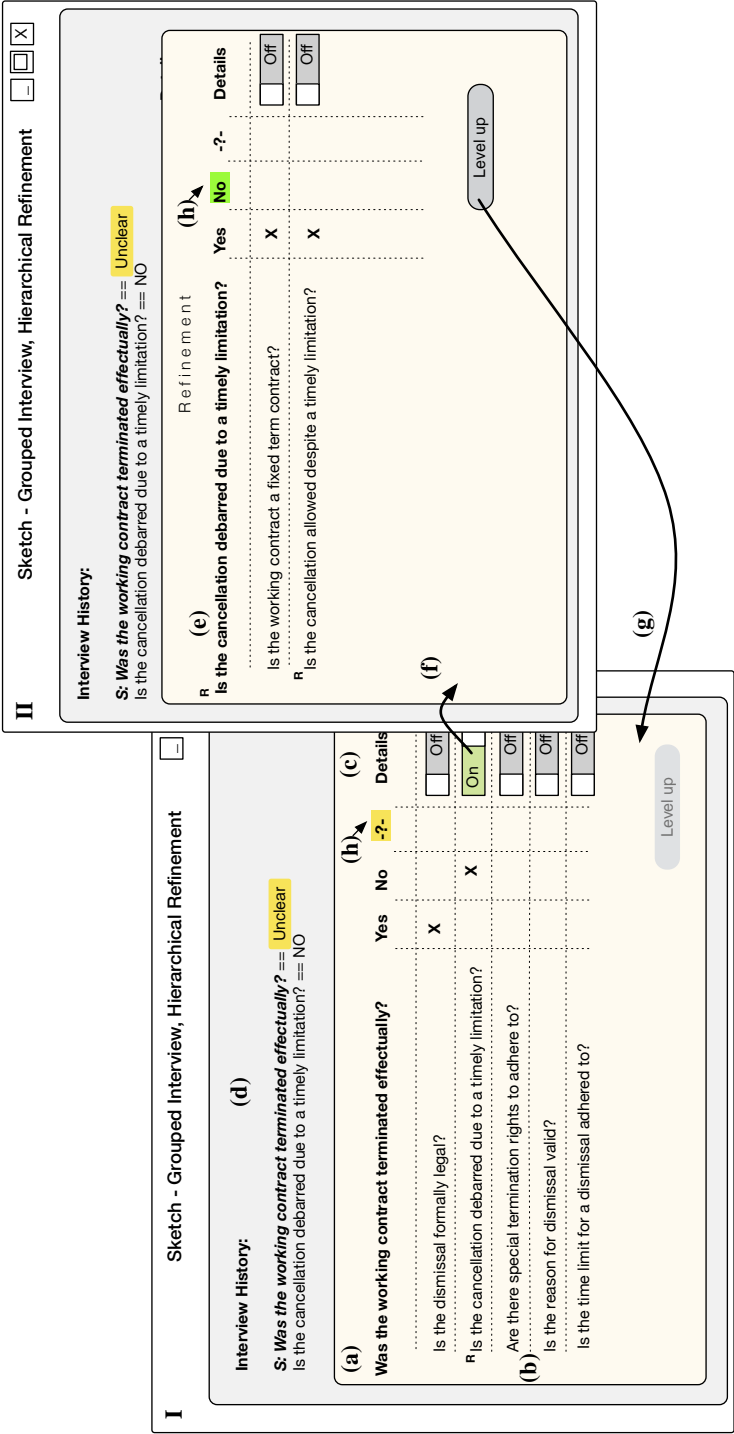 I
Sketch - Grouped Interview, Hierarchical Refinement
_
Interview History:
(d)
S: Was the working contract terminated effectually? == Unclear
Is the cancellation debarred due to a timely limitation? == NO
(a)
(h)
(c)
Was the working contract terminated effectually? Yes No -?- Details
Is the dismissal formally legal? X Off
R Is the cancellation debarred due to a timely limitation? X On
(f)
Are there special termination rights to adhere to? Off
(b)
Is the reason for dismissal valid? Off
Is the time limit for a dismissal adhered to? Off
Level up
(g)
II
Sketch - Grouped Interview, Hierarchical Refinement
_ X
Interview History:
S: Was the working contract terminated effectually? == Unclear
Is the cancellation debarred due to a timely limitation? == NO
Refinement
(h)
(e)
R Is the cancellation debarred due to a timely limitation? Yes No -?- Details
Is the working contract a fixed term contract? X Off
R Is the cancellation allowed despite a timely limitation? X Off
Level up